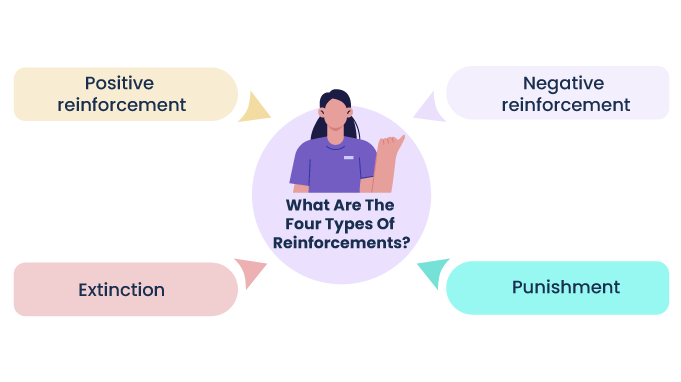 Positive
reinforcement
Negative
reinforcement
What Are The
Four Types Of
Reinforcements?
Extinction
Punishment